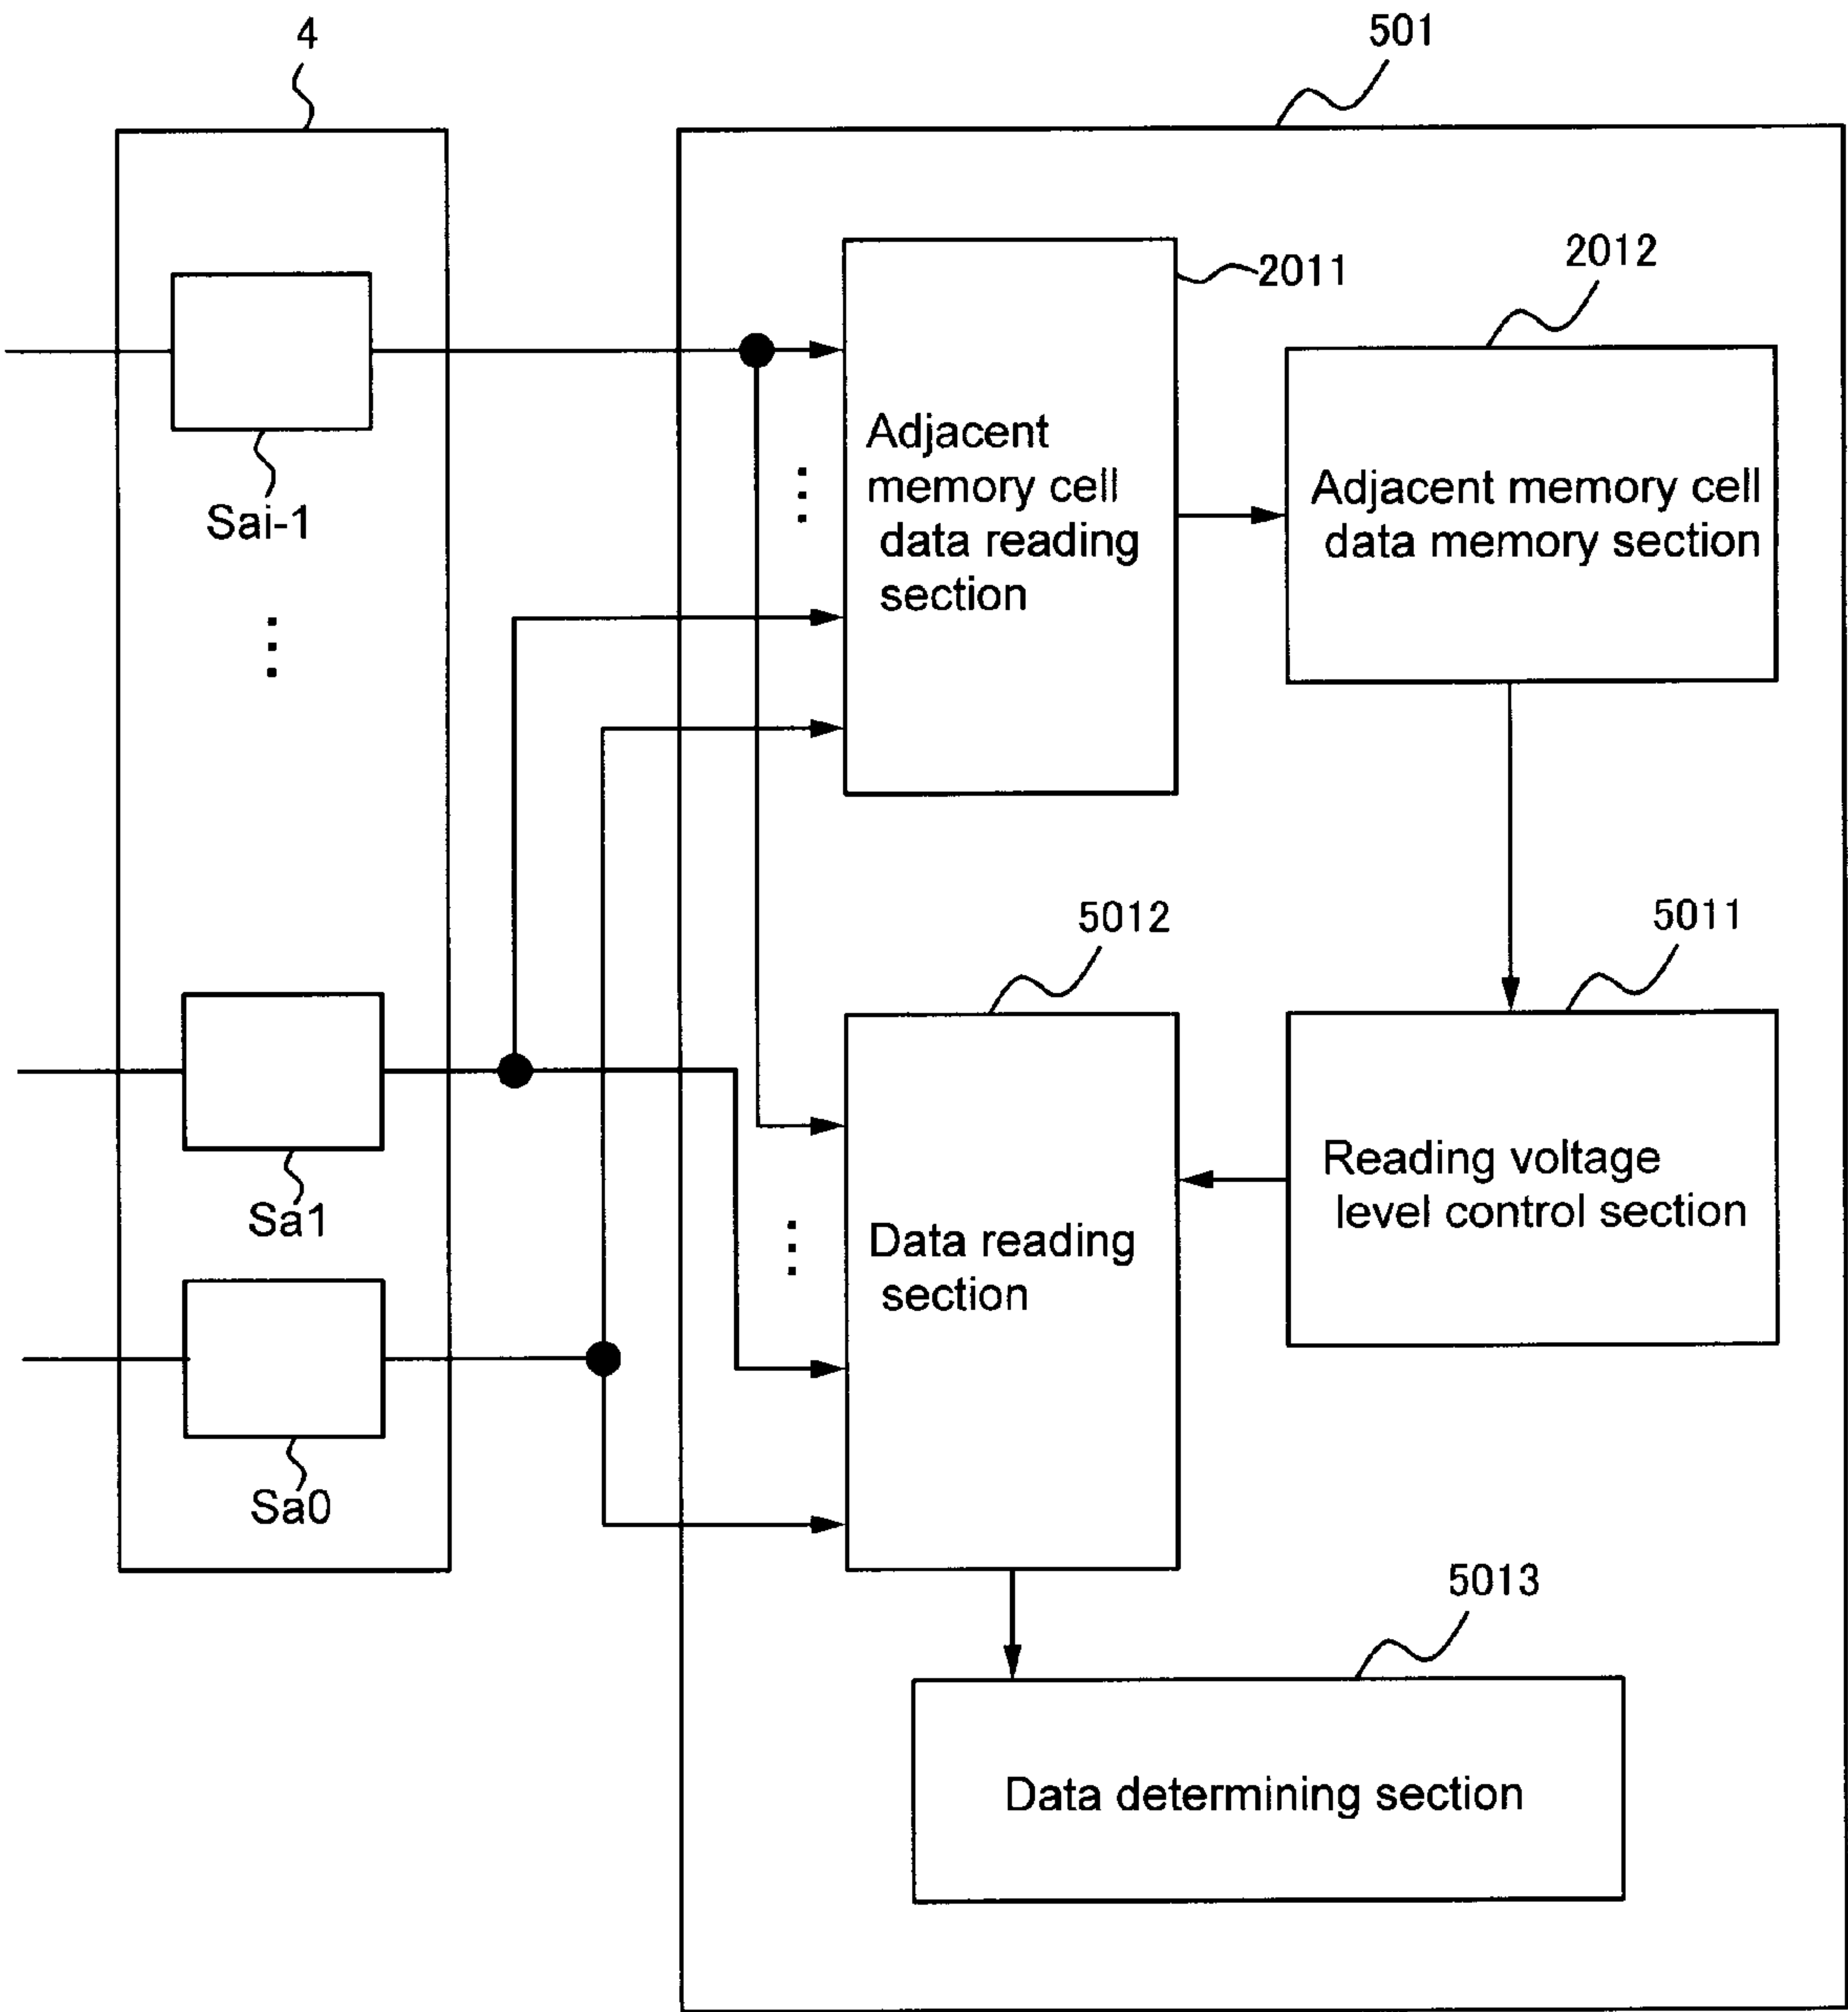 4
501
2011
2012
Adjacent
memory cell
data reading
section
Adjacent memory cell
data memory section
Sai-1
5012
5011
Reading voltage
level control section
Sa1
Data reading
section
Sa0
5013
Data determining section